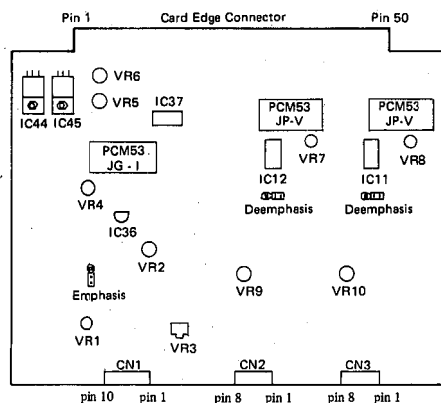 Pin 1 Card Edge Connector Pin 50
VR6
VR5
IC37
IC44 IC45
PCM53
JP-V
PCM53
JP-V
VR7
VR8
PCM53
JG - I
IC12
IC11
VR4
Deemphasis
Deemphasis
IC36
VR2
VR9
VR10
Emphasis
VR1
VR3
CN1
CN2
CN3
pin 10 pin 1 pin 8 pin 1 pin 8 pin 1